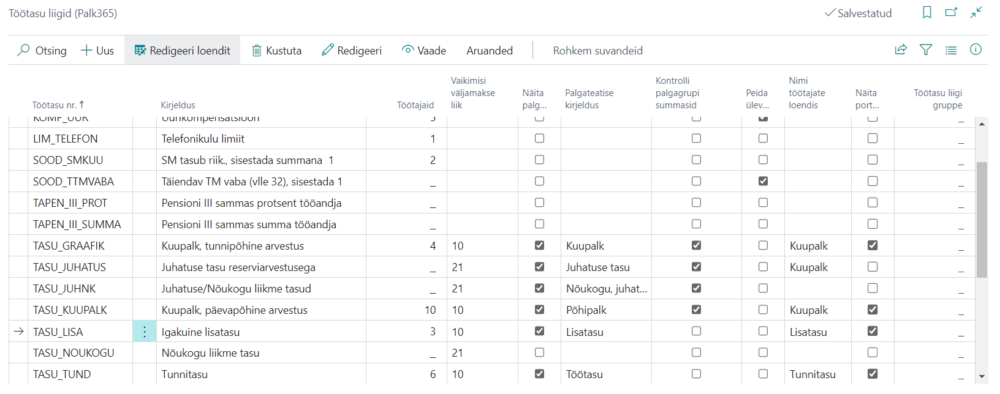 Töötasu liigid (Palk365) Salvestatud
Otsing Uus Redigeeri loendit Kustuta Redigeeri Vaade Aruanded Rohkem suvandeid
Töötasu nr. ↑ Kirjeldus Töötajaid Vaikimisi väljamakse liik Näita palg... Palgateatise kirjeldus Kontrolli palgagrupi summasid Peida ülev... Nimi töötajate loendis Näita port... Töötasu liigi gruppe
KOMP_UUR Üürikompensatsioon _
LIM_TELEFON Telefonikulu limiit 1 _
SOOD_SMKUU SM tasub riik., sisestada summana 1 2 _
SOOD_TTMVABA Täiendav TM vaba (vlle 32), sisestada 1 _ _
TAPEN_III_PROT Pensioni III sammas protsent tööandja _ _
TAPEN_III_SUMMA Pensioni III sammas summa tööandja _ _
TASU_GRAAFIK Kuupalk, tunnipõhine arvestus 4 10 Kuupalk Kuupalk _
TASU_JUHATUS Juhatuse tasu reserviarvestusega _ 21 Juhatuse tasu Kuupalk _
TASU_JUHNK Juhatuse/Nõukogu liikme tasud _ 21 Nõukogu, juhat... _
TASU_KUUPALK Kuupalk, päevapõhine arvestus 10 10 Põhipalk Kuupalk _
TASU_LISA Igakuine lisatasu 3 10 Lisatasu Lisatasu _
TASU_NOUKOGU Nõukogu liikme tasu _ 21 _
TASU_TUND Tunnitasu 6 10 Töötasu Tunnitasu _